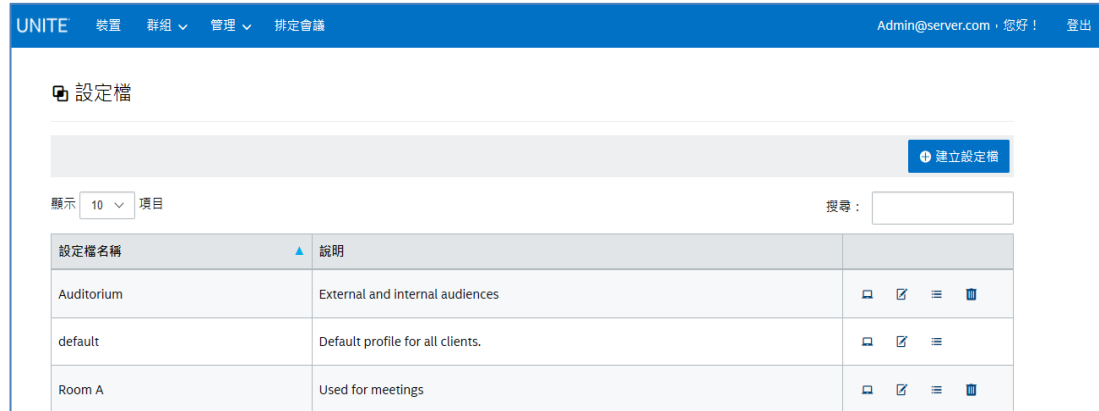 UNITE 裝置 群組 管理 排定會議 Admin@server.com，您好！ 登出
設定檔
建立設定檔
顯示 10 項目 搜尋：
設定檔名稱 說明
Auditorium External and internal audiences
default Default profile for all clients.
Room A Used for meetings